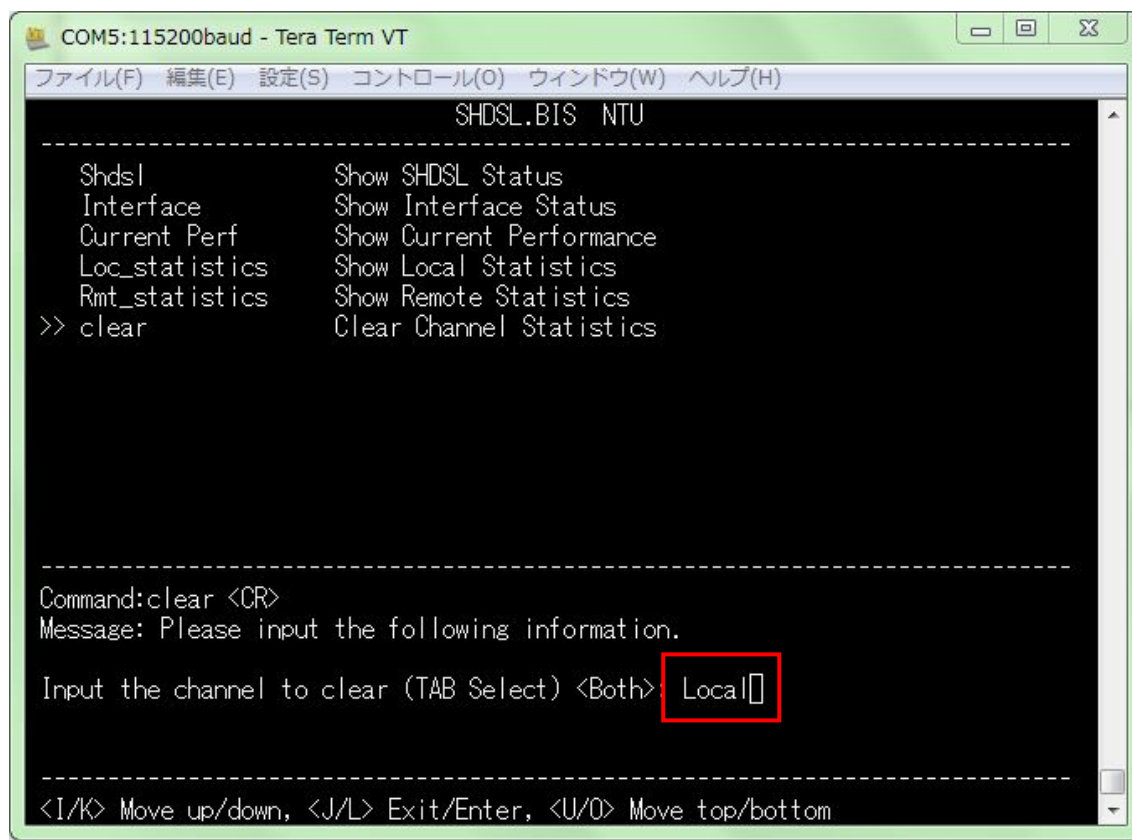 COM5:115200baud - Tera Term VT
ファイル(F) 編集(E) 設定(S) コントロール(O) ウィンドウ(W) ヘルプ(H)
SHDSL.BIS NTU
--------------------------------------------------------------------------------
Shdsl Show SHDSL Status
Interface Show Interface Status
Current Perf Show Current Performance
Loc_statistics Show Local Statistics
Rmt_statistics Show Remote Statistics
>> clear Clear Channel Statistics
--------------------------------------------------------------------------------
Command:clear <CR>
Message: Please input the following information.
Input the channel to clear (TAB Select) <Both>: Local
--------------------------------------------------------------------------------
<I/K> Move up/down, <J/L> Exit/Enter, <U/O> Move top/bottom